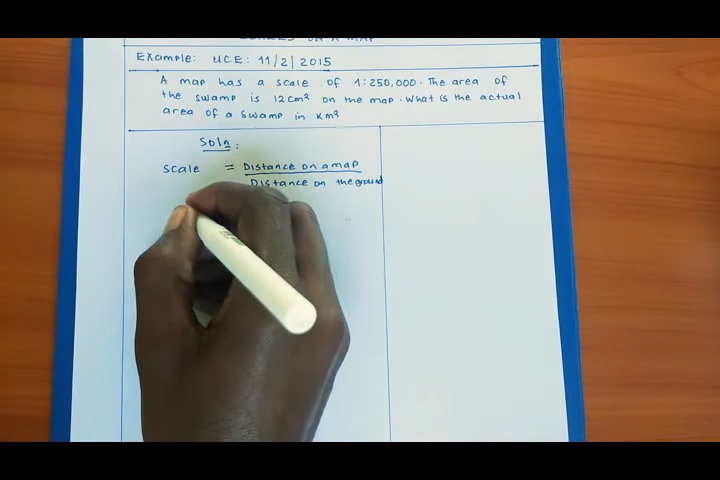 Example: UCE: 11/2/2015
A map has a scale of 1:250,000. The area of
the swamp is 12cm² on the map. What is the actual
area of a swamp in Km²
Soln:
Scale = Distance on a map
Distance on the ground